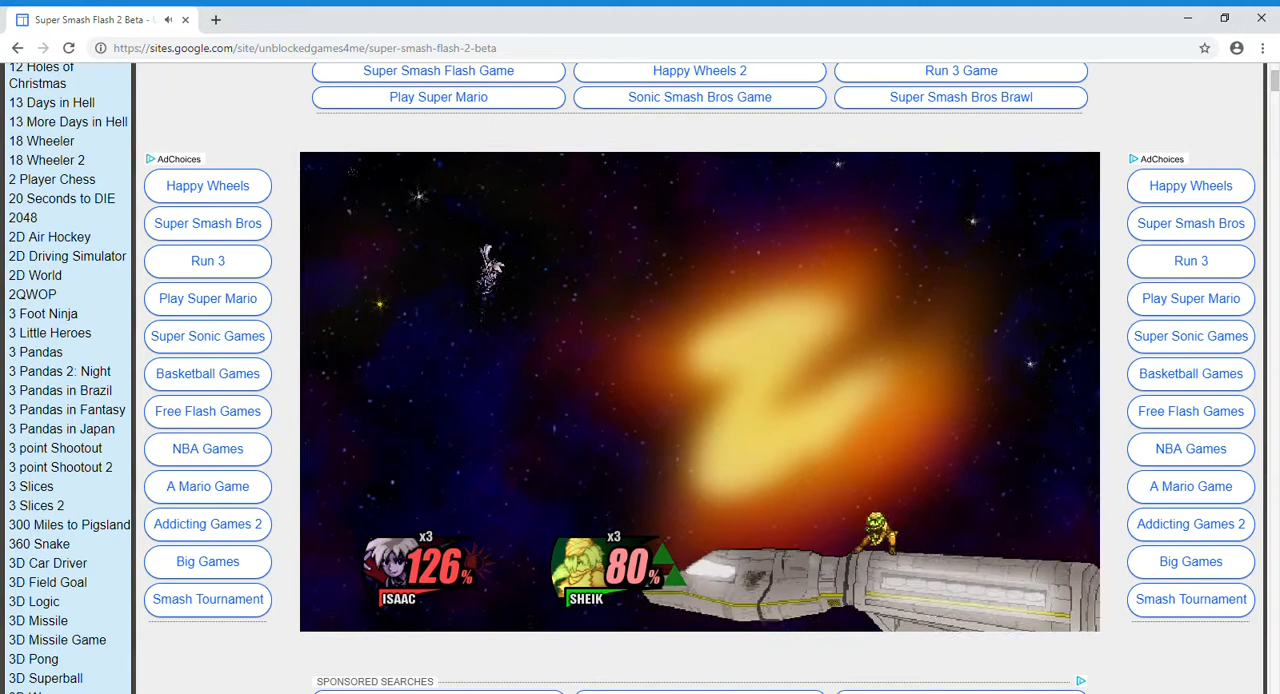 Super Smash Flash 2 Beta -
https://sites.google.com/site/unblockedgames4me/super-smash-flash-2-beta
12 Holes of
Christmas
13 Days in Hell
13 More Days in Hell
18 Wheeler
18 Wheeler 2
2 Player Chess
20 Seconds to DIE
2048
2D Air Hockey
2D Driving Simulator
2D World
2QWOP
3 Foot Ninja
3 Little Heroes
3 Pandas
3 Pandas 2: Night
3 Pandas in Brazil
3 Pandas in Fantasy
3 Pandas in Japan
3 point Shootout
3 point Shootout 2
3 Slices
3 Slices 2
300 Miles to Pigsland
360 Snake
3D Car Driver
3D Field Goal
3D Logic
3D Missile
3D Missile Game
3D Pong
3D Superball
Super Smash Flash Game
Happy Wheels 2
Run 3 Game
Play Super Mario
Sonic Smash Bros Game
Super Smash Bros Brawl
AdChoices
Happy Wheels
Super Smash Bros
Run 3
Play Super Mario
Super Sonic Games
Basketball Games
Free Flash Games
NBA Games
A Mario Game
Addicting Games 2
Big Games
Smash Tournament
x3
126%
ISAAC
x3
80%
SHEIK
AdChoices
Happy Wheels
Super Smash Bros
Run 3
Play Super Mario
Super Sonic Games
Basketball Games
Free Flash Games
NBA Games
A Mario Game
Addicting Games 2
Big Games
Smash Tournament
SPONSORED SEARCHES